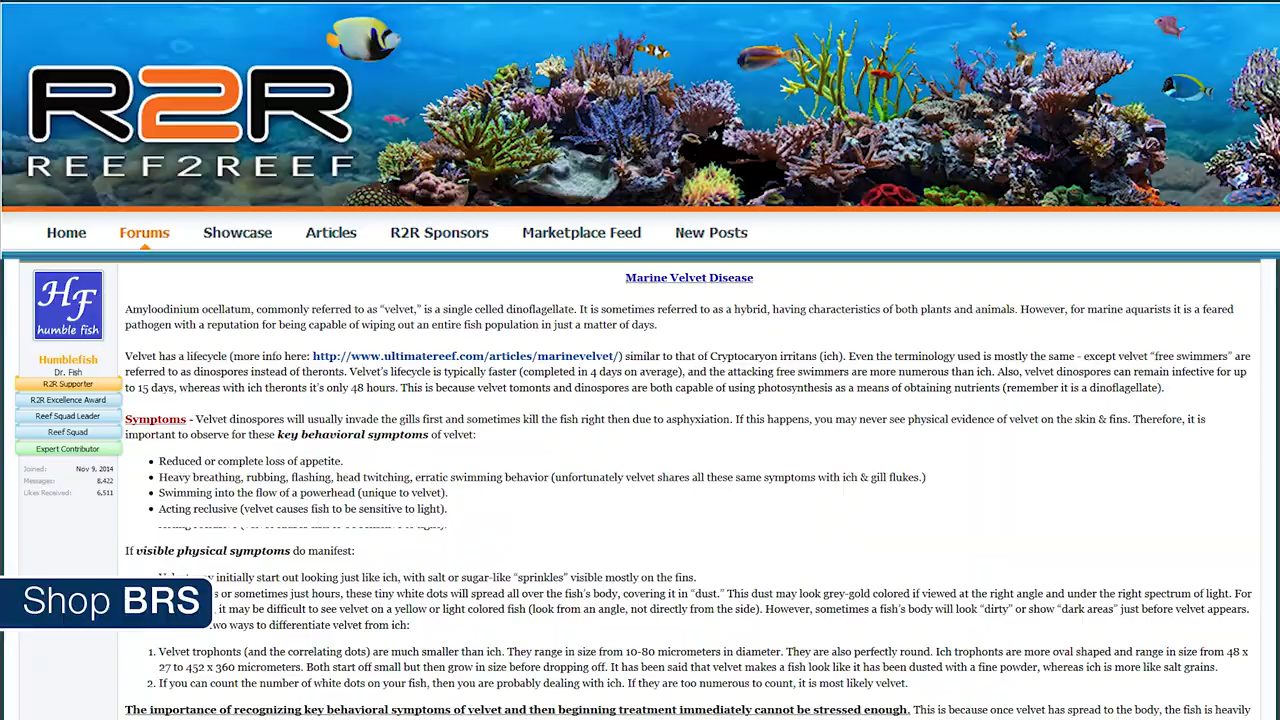 R2R
REEF2REEF
Home Forums Showcase Articles R2R Sponsors Marketplace Feed New Posts
HF
humble fish
Humblefish
Dr. Fish
R2R Supporter
R2R Excellence Award
Reef Squad Leader
Reef Squad
Expert Contributor
Joined: Nov 9, 2014
Messages: 8,422
Likes Received: 6,511
Marine Velvet Disease
Amyloodinium ocellatum, commonly referred to as “velvet,” is a single celled dinoflagellate. It is sometimes referred to as a hybrid, having characteristics of both plants and animals. However, for marine aquarists it is a feared
pathogen with a reputation for being capable of wiping out an entire fish population in just a matter of days.
Velvet has a lifecycle (more info here: http://www.ultimatereef.com/articles/marinevelvet/) similar to that of Cryptocaryon irritans (ich). Even the terminology used is mostly the same - except velvet “free swimmers” are
referred to as dinospores instead of theronts. Velvet’s lifecycle is typically faster (completed in 4 days on average), and the attacking free swimmers are more numerous than ich. Also, velvet dinospores can remain infective for up
to 15 days, whereas with ich theronts it’s only 48 hours. This is because velvet tomonts and dinospores are both capable of using photosynthesis as a means of obtaining nutrients (remember it is a dinoflagellate).
Symptoms - Velvet dinospores will usually invade the gills first and sometimes kill the fish right then due to asphyxiation. If this happens, you may never see physical evidence of velvet on the skin & fins. Therefore, it is
important to observe for these key behavioral symptoms of velvet:
• Reduced or complete loss of appetite.
• Heavy breathing, rubbing, flashing, head twitching, erratic swimming behavior (unfortunately velvet shares all these same symptoms with ich & gill flukes.)
• Swimming into the flow of a powerhead (unique to velvet).
• Acting reclusive (velvet causes fish to be sensitive to light).
If visible physical symptoms do manifest:
initially start out looking just like ich, with salt or sugar-like “sprinkles” visible mostly on the fins.
or sometimes just hours, these tiny white dots will spread all over the fish’s body, covering it in “dust.” This dust may look grey-gold colored if viewed at the right angle and under the right spectrum of light. For
it may be difficult to see velvet on a yellow or light colored fish (look from an angle, not directly from the side). However, sometimes a fish’s body will look “dirty” or show “dark areas” just before velvet appears.
ways to differentiate velvet from ich:
Shop BRS
1. Velvet trophonts (and the correlating dots) are much smaller than ich. They range in size from 10-80 micrometers in diameter. They are also perfectly round. Ich trophonts are more oval shaped and range in size from 48 x
27 to 452 x 360 micrometers. Both start off small but then grow in size before dropping off. It has been said that velvet makes a fish look like it has been dusted with a fine powder, whereas ich is more like salt grains.
2. If you can count the number of white dots on your fish, then you are probably dealing with ich. If they are too numerous to count, it is most likely velvet.
The importance of recognizing key behavioral symptoms of velvet and then beginning treatment immediately cannot be stressed enough. This is because once velvet has spread to the body, the fish is heavily